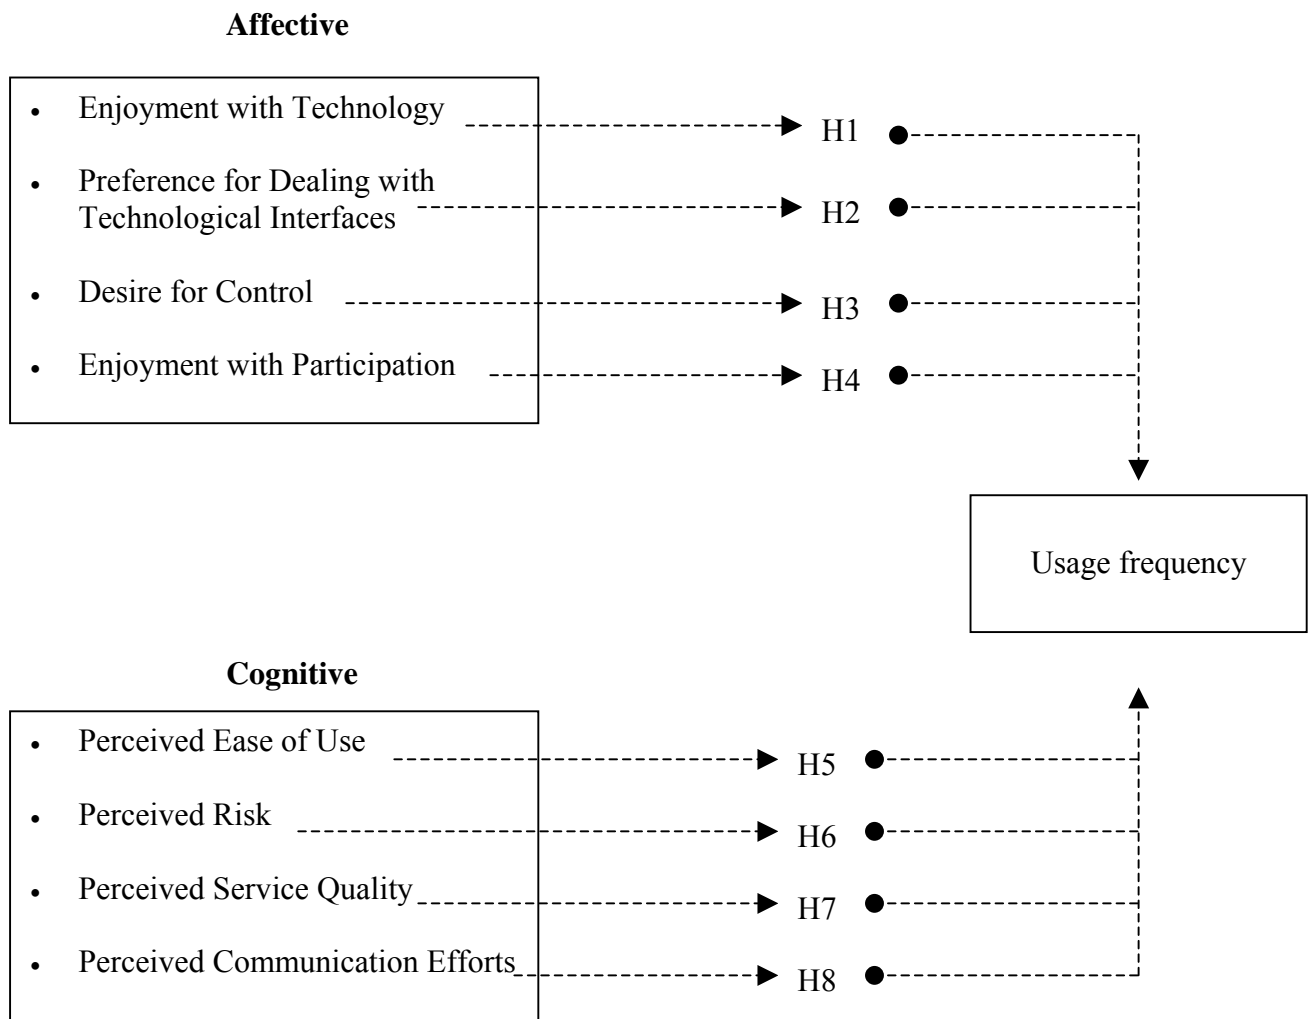 Affective
• Enjoyment with Technology
H1
• Preference for Dealing with
Technological Interfaces
H2
• Desire for Control
H3
• Enjoyment with Participation
H4
Usage frequency
Cognitive
• Perceived Ease of Use
H5
• Perceived Risk
H6
• Perceived Service Quality
H7
• Perceived Communication Efforts
H8